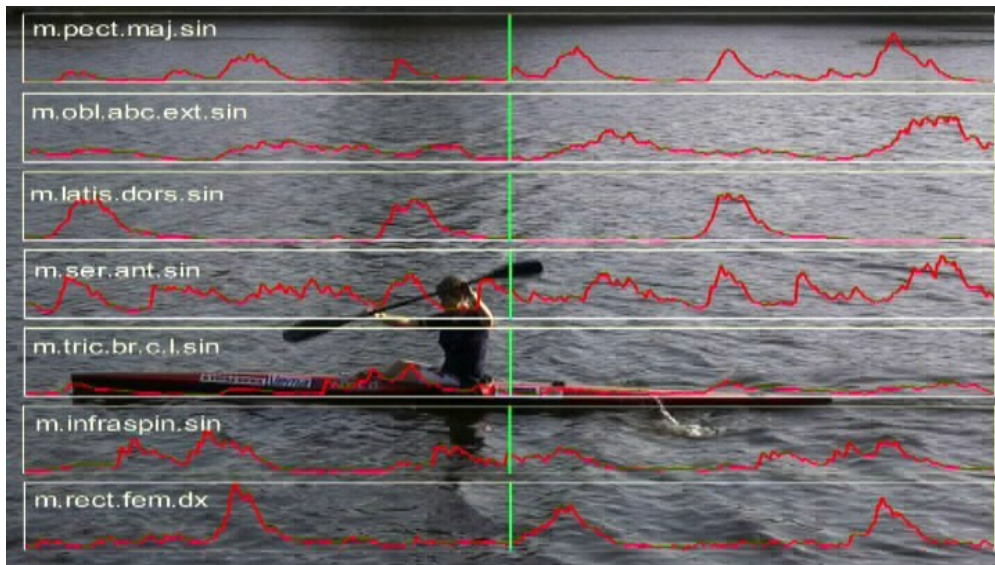 m.pect.maj.sin
m.obl.abc.ext.sin
m.latis.dors.sin
m.ser.ant.sin
m.tric.br.c.l.sin
m.infraspin.sin
m.rect.fem.dx